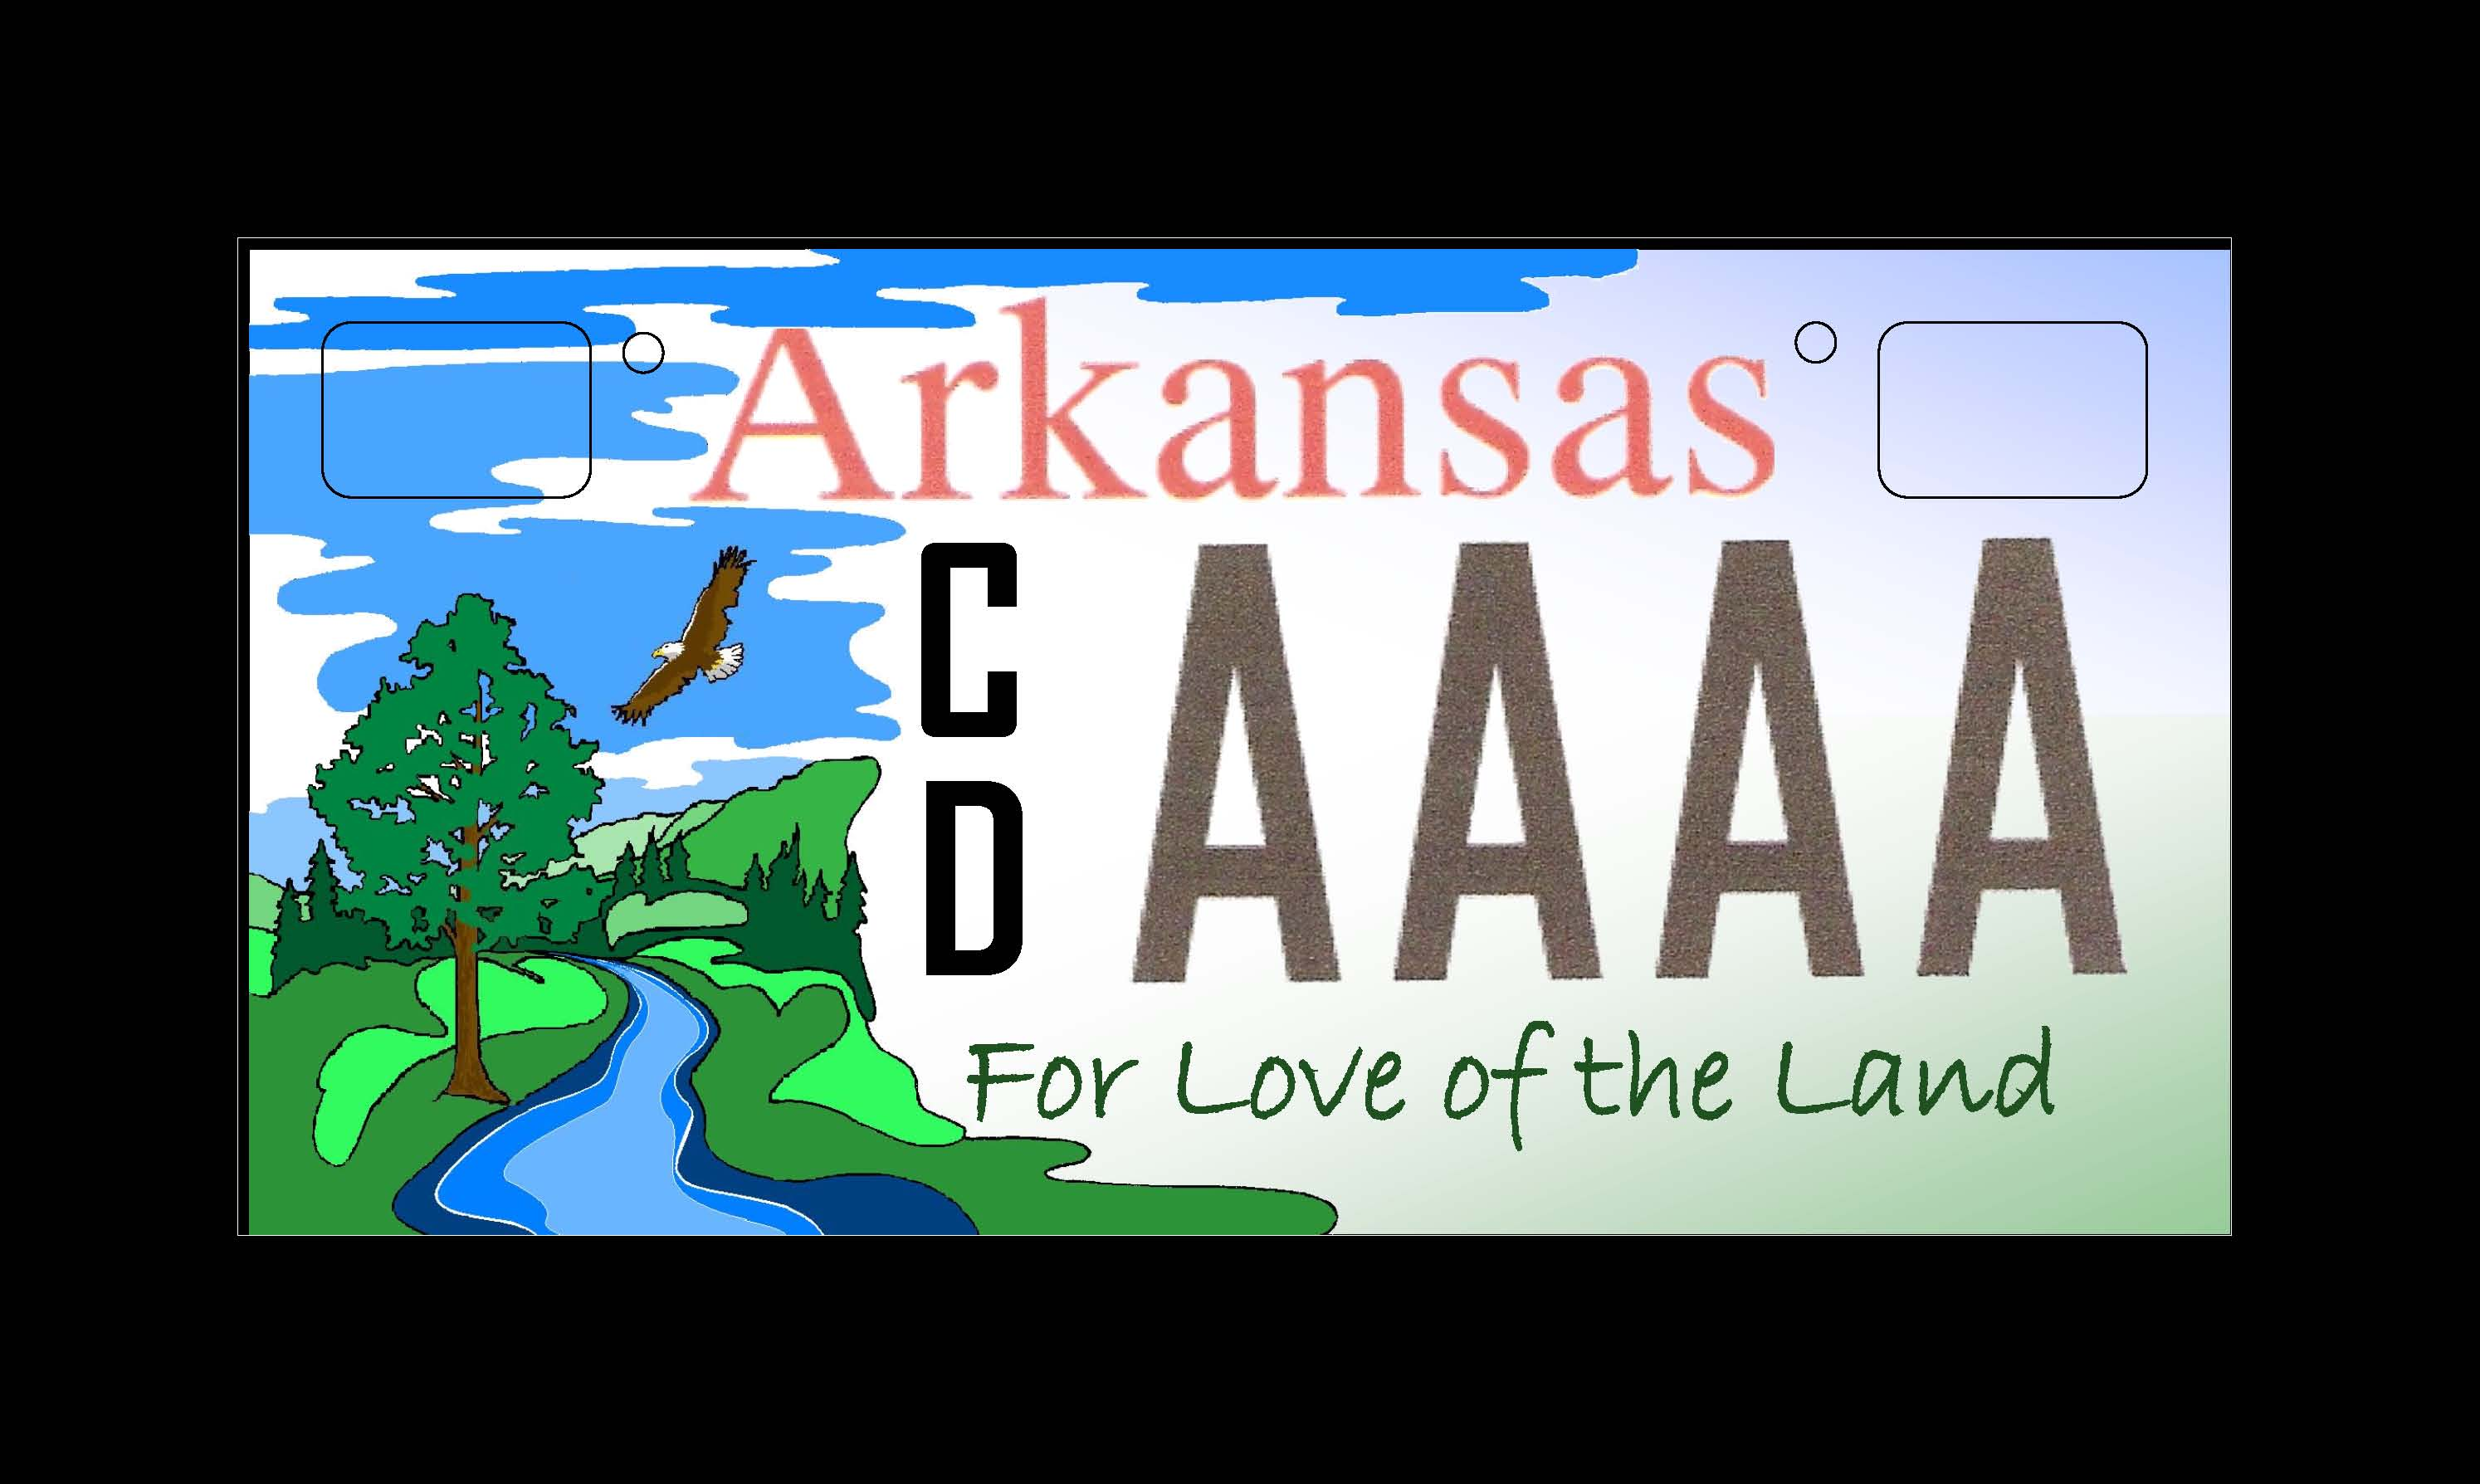 Arkansas
C
D
AAAA
For Love of the Land